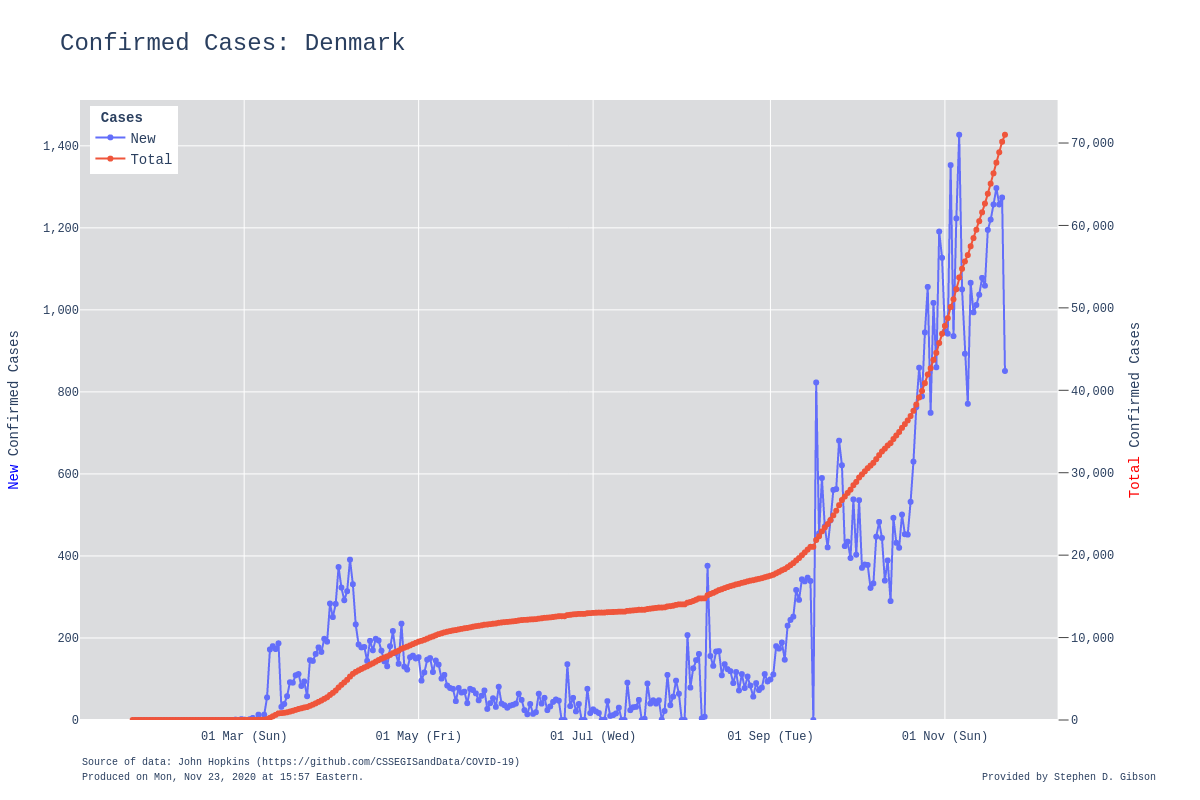 Confirmed Cases: Denmark
Cases
New
Total
1,400
1,200
1,000
800
600
400
200
0
70,000
60,000
50,000
40,000
30,000
20,000
10,000
0
New Confirmed Cases
Total Confirmed Cases
01 Mar (Sun) 01 May (Fri) 01 Jul (Wed) 01 Sep (Tue) 01 Nov (Sun)
Source of data: John Hopkins (https://github.com/CSSEGISandData/COVID-19)
Produced on Mon, Nov 23, 2020 at 15:57 Eastern.
Provided by Stephen D. Gibson